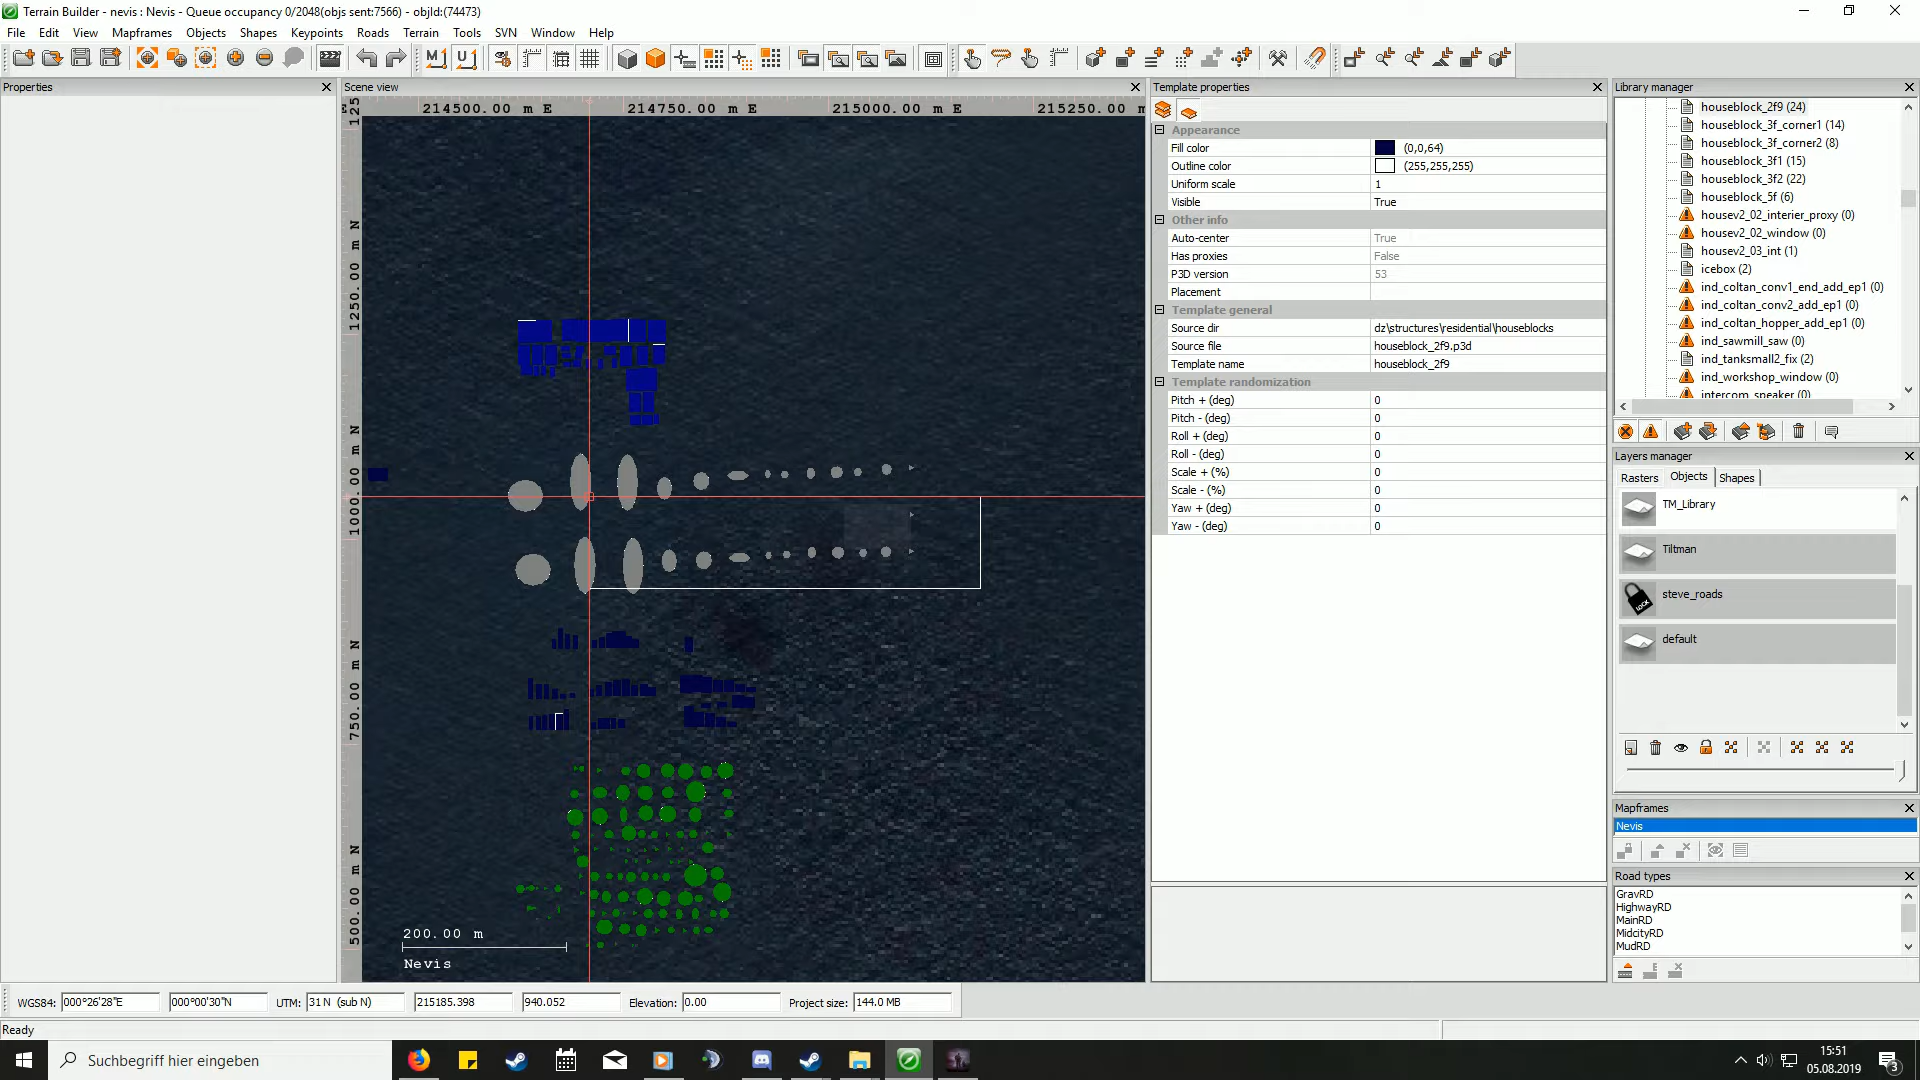 Terrain Builder - nevis : Nevis - Queue occupancy 0/2048(objs sent:7566) - objId:(74473)
File Edit View Mapframes Objects Shapes Keypoints Roads Terrain Tools SVN Window Help
Properties
Scene view
214500.00 m E
214750.00 m E
215000.00 m E
215250.00 m
1250.00 m N
1000.00 m N
750.00 m N
500.00 m N
200.00 m
Nevis
Template properties
Appearance
Fill color (0,0,64)
Outline color (255,255,255)
Uniform scale 1
Visible True
Other info
Auto-center True
Has proxies False
P3D version 53
Placement
Template general
Source dir dz\structures\residential\houseblocks
Source file houseblock_2f9.p3d
Template name houseblock_2f9
Template randomization
Pitch + (deg) 0
Pitch - (deg) 0
Roll + (deg) 0
Roll - (deg) 0
Scale + (%) 0
Scale - (%) 0
Yaw + (deg) 0
Yaw - (deg) 0
Library manager
houseblock_2f9 (24)
houseblock_3f_corner1 (14)
houseblock_3f_corner2 (8)
houseblock_3f1 (15)
houseblock_3f2 (22)
houseblock_5f (6)
housev2_02_interier_proxy (0)
housev2_02_window (0)
housev2_03_int (1)
icebox (2)
ind_coltan_conv1_end_add_ep1 (0)
ind_coltan_conv2_add_ep1 (0)
ind_coltan_hopper_add_ep1 (0)
ind_sawmill_saw (0)
ind_tanksmall2_fix (2)
ind_workshop_window (0)
intercom_speaker (0)
Layers manager
Rasters Objects Shapes
TM_Library
Tiltman
steve_roads
default
Mapframes
Nevis
Road types
GravRD
HighwayRD
MainRD
MidcityRD
MudRD
WGS84: 000°26'28"E 000°00'30"N UTM: 31 N (sub N) 215185.398 940.052 Elevation: 0.00 Project size: 144.0 MB
Ready
Suchbegriff hier eingeben
15:51
05.08.2019
3